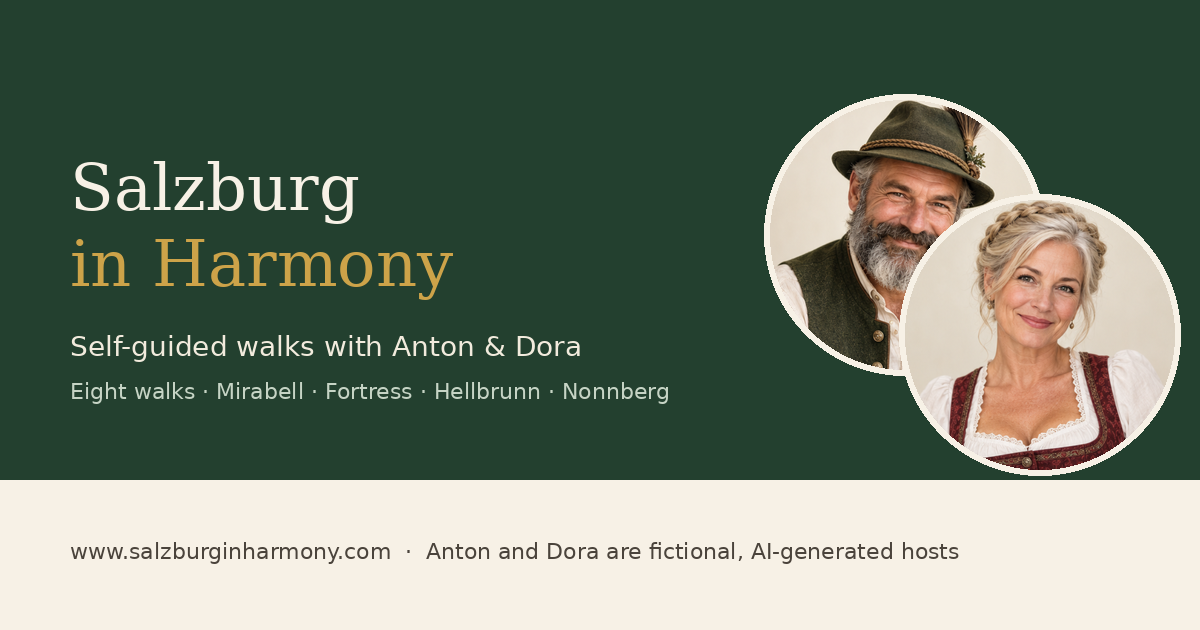 Salzburg
in Harmony
Self-guided walks with Anton & Dora
Eight walks · Mirabell · Fortress · Hellbrunn · Nonnberg
www.salzburginharmony.com · Anton and Dora are fictional, AI-generated hosts